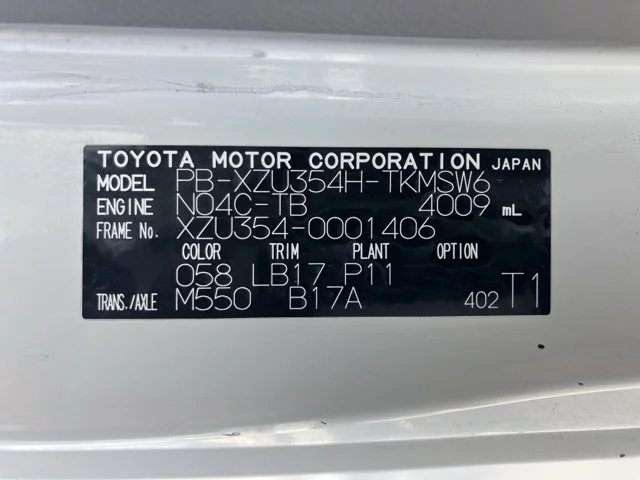 TOYOTA MOTOR CORPORATION JAPAN
MODEL PB-XZU354H-TKMSW6
ENGINE N04C-TB 4009 mL
FRAME No. XZU354-0001406
COLOR TRIM PLANT OPTION
058 LB17 P11
TRANS./AXLE M550 B17A 402 T1